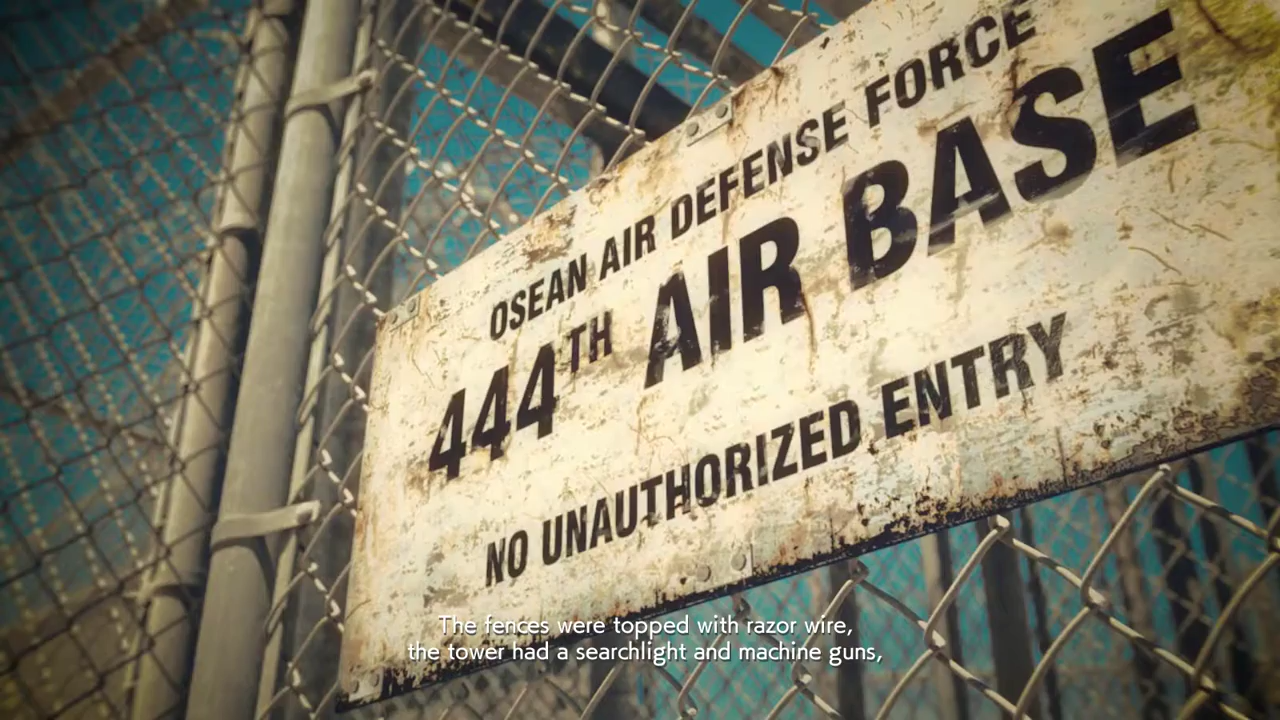 OSEAN AIR DEFENSE FORCE
444TH AIR BASE
NO UNAUTHORIZED ENTRY
The fences were topped with razor wire,
the tower had a searchlight and machine guns,